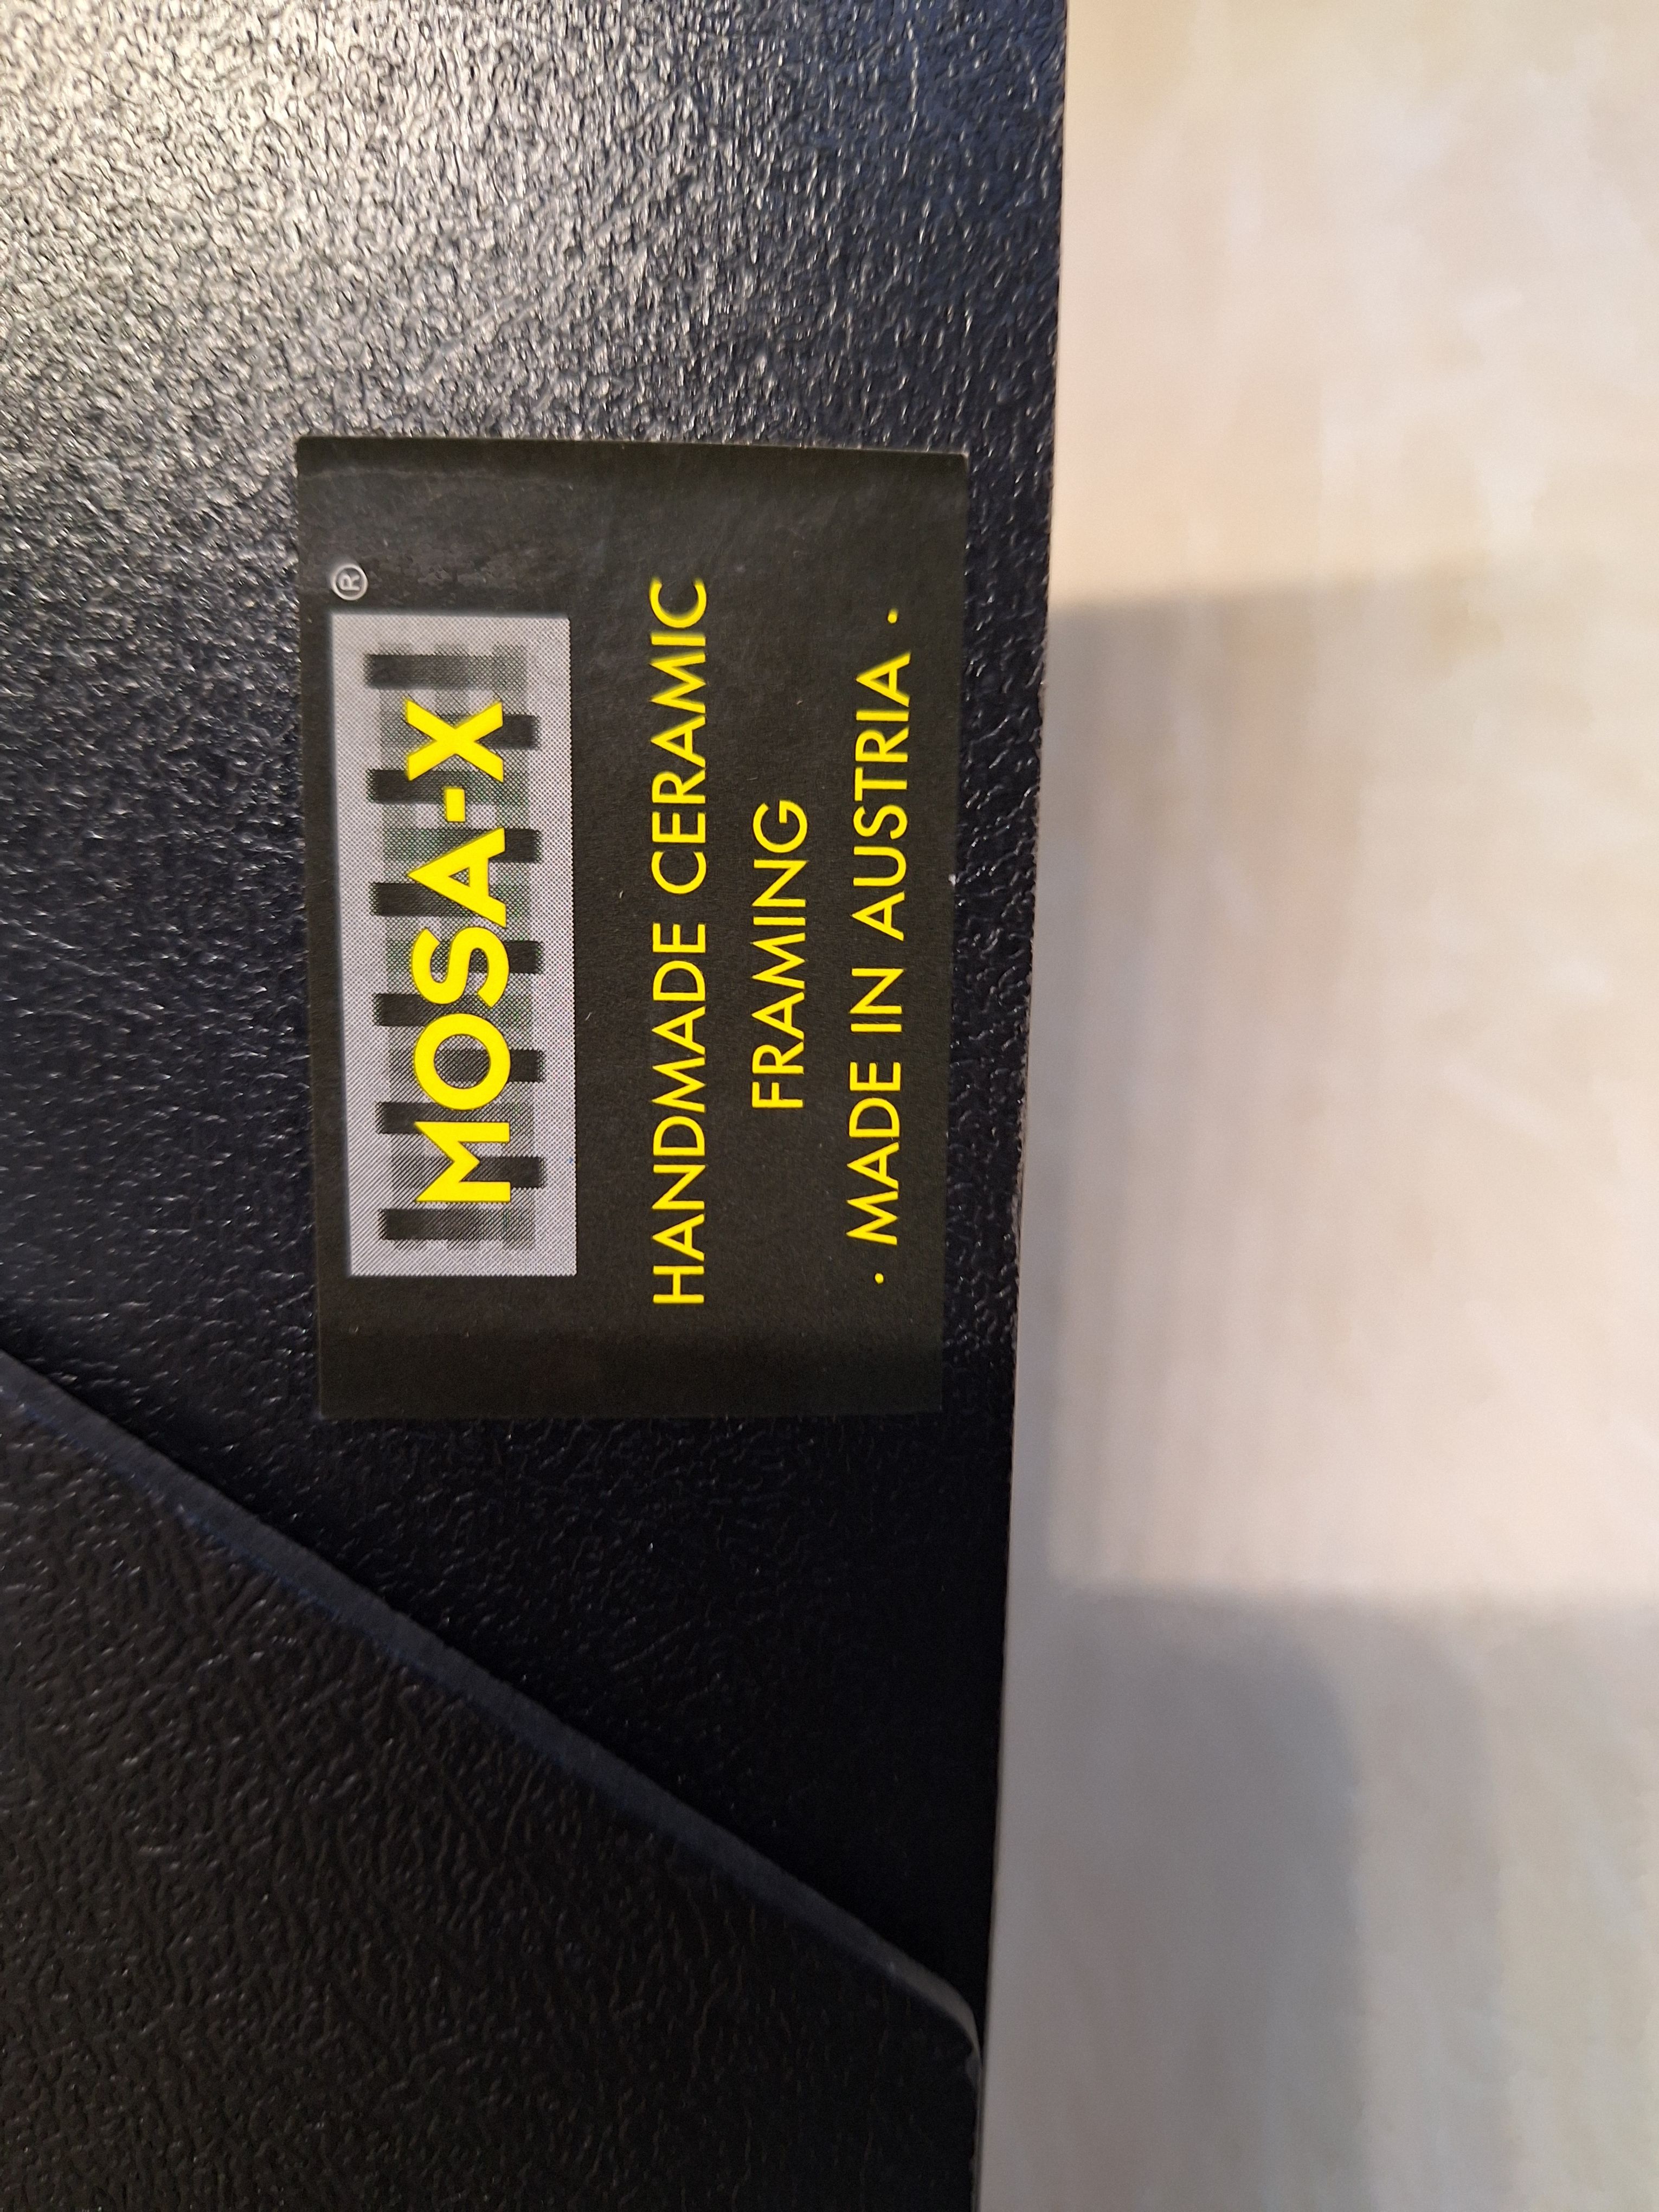 MOSA-X ®
HANDMADE CERAMIC
FRAMING
· MADE IN AUSTRIA ·